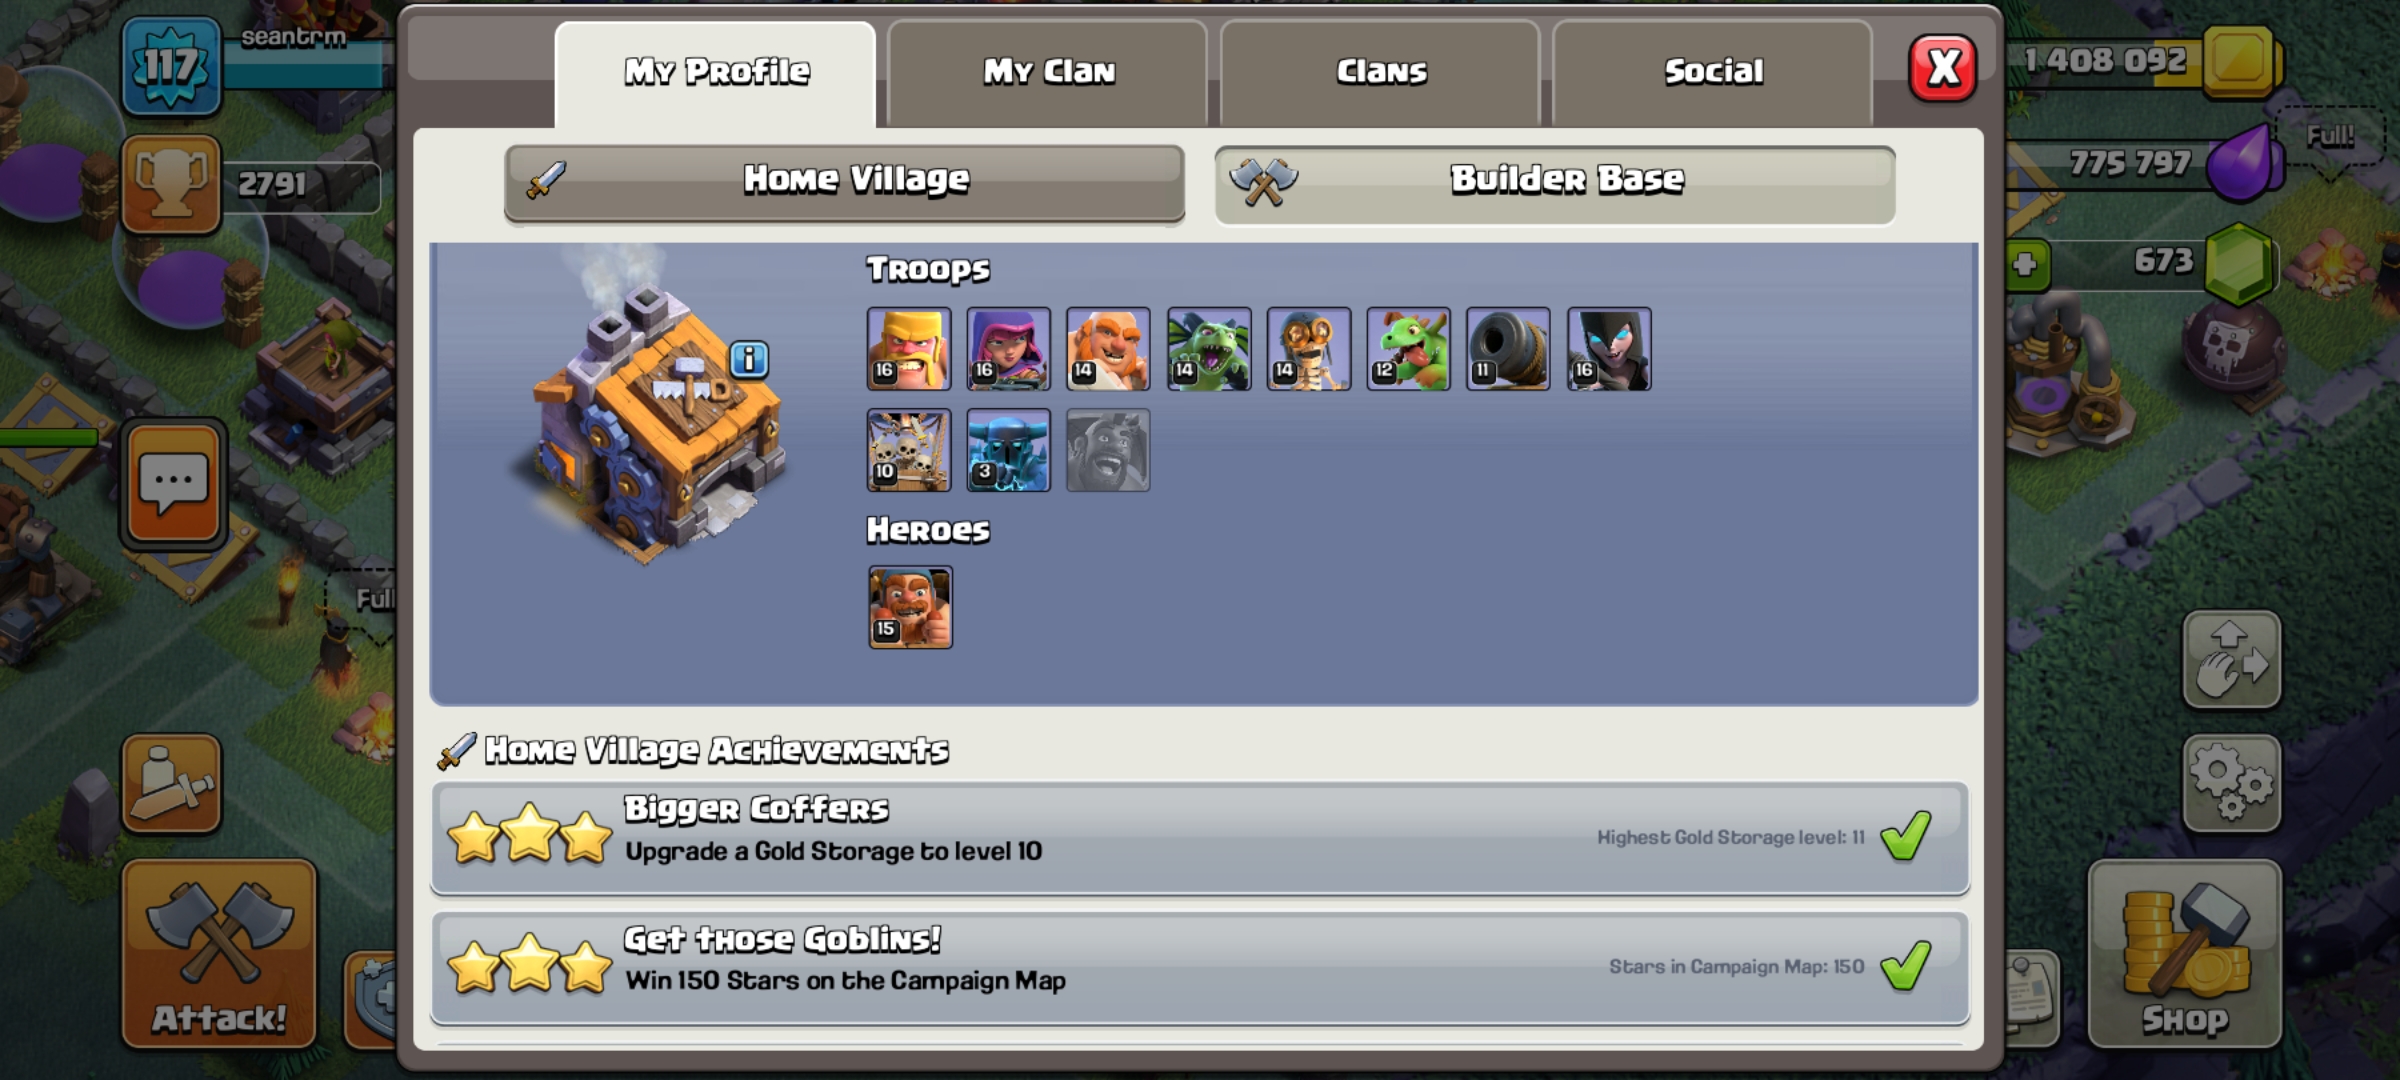 117
seantrm
My Profile
My Clan
Clans
Social
X
1 408 092
2791
Home Village
Builder Base
775 797
Full!
673
Troops
16
16
14
14
14
12
11
16
10
3
Heroes
15
Full
Home Village Achievements
Bigger Coffers
Upgrade a Gold Storage to level 10
Highest Gold Storage level: 11
Get those Goblins!
Win 150 Stars on the Campaign Map
Stars in Campaign Map: 150
Attack!
Shop